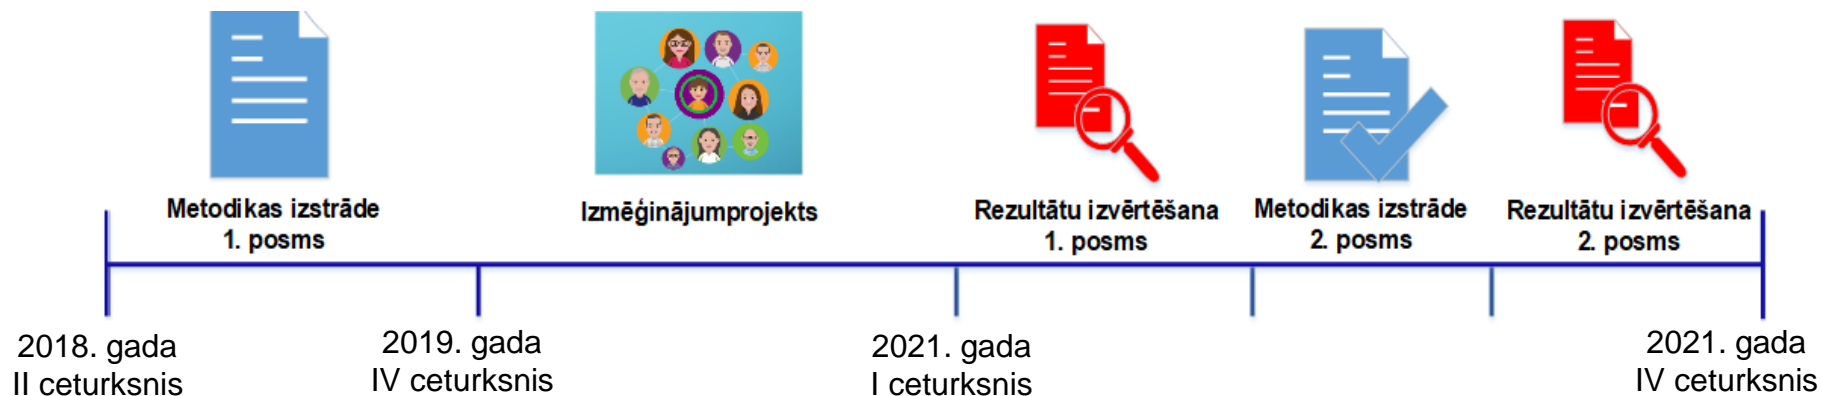 Metodikas izstrāde
1. posms
Izmēģinājumprojekts
Rezultātu izvērtēšana
1. posms
Metodikas izstrāde
2. posms
Rezultātu izvērtēšana
2. posms
2018. gada
II ceturksnis
2019. gada
IV ceturksnis
2021. gada
I ceturksnis
2021. gada
IV ceturksnis